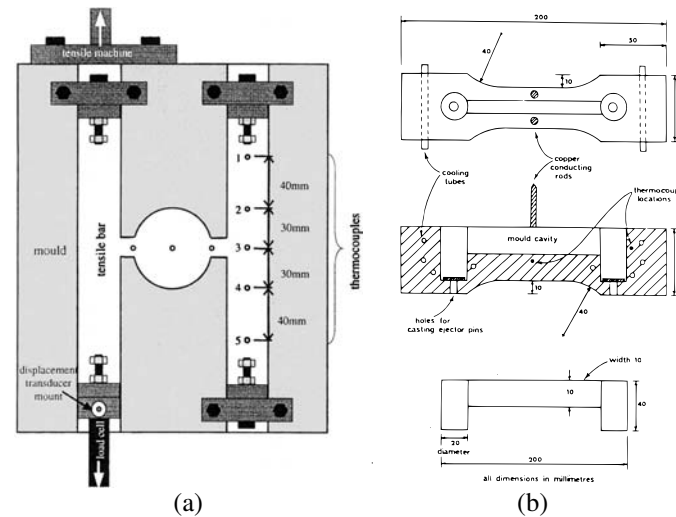 tensile machine
1
40mm
2
30mm
mould
tensile bar
3
thermocouples
30mm
4
40mm
5
displacement
transducer
mount
load cell
(a)
200
30
40
10
cooling
tubes
copper
conducting
rods
thermocouple
locations
mould cavity
10
holes for
casting ejector pins
40
width 10
10
40
20
diameter
200
all dimensions in millimetres
(b)